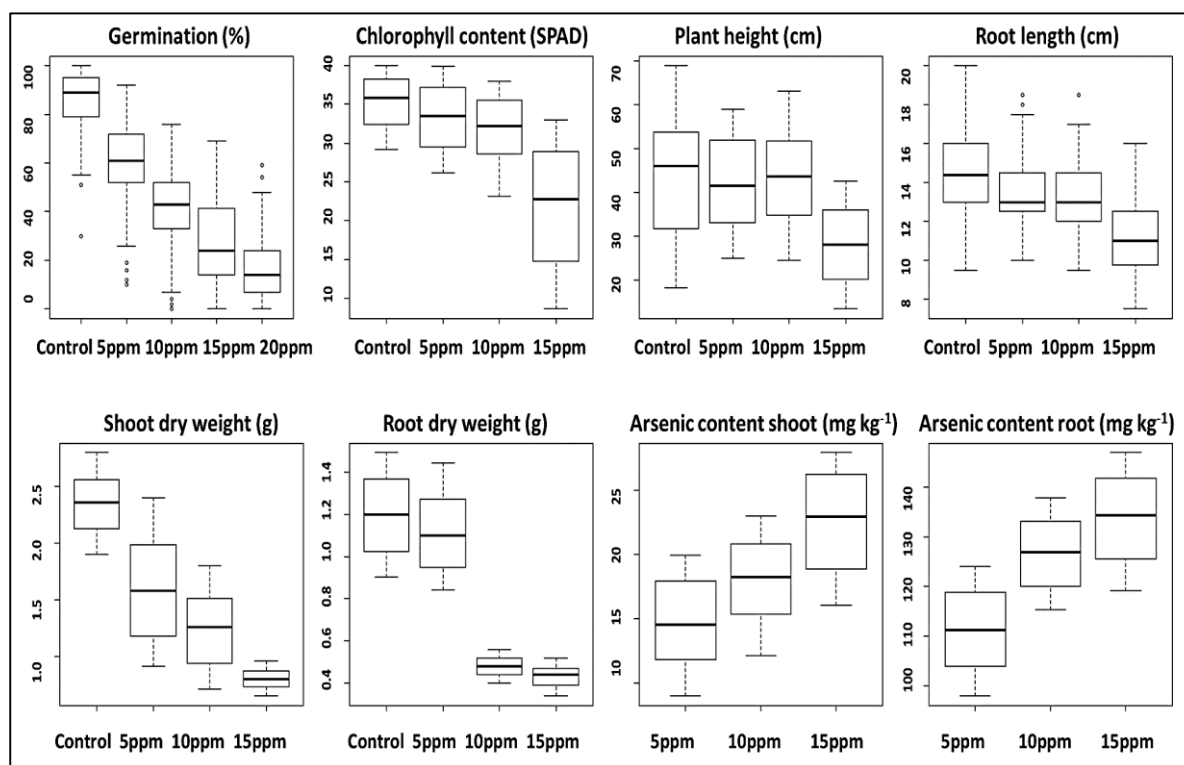 Germination (%)
Chlorophyll content (SPAD)
Plant height (cm)
Root length (cm)
100
80
60
40
20
0
40
35
30
25
20
15
10
70
60
50
40
30
20
20
18
16
14
12
10
8
Control 5ppm 10ppm 15ppm 20ppm
Control 5ppm 10ppm 15ppm
Control 5ppm 10ppm 15ppm
Control 5ppm 10ppm 15ppm
Shoot dry weight (g)
Root dry weight (g)
Arsenic content shoot (mg kg⁻¹)
Arsenic content root (mg kg⁻¹)
2.5
2.0
1.5
1.0
1.4
1.2
1.0
0.8
0.6
0.4
25
20
15
10
140
130
120
110
100
Control 5ppm 10ppm 15ppm
Control 5ppm 10ppm 15ppm
5ppm 10ppm 15ppm
5ppm 10ppm 15ppm